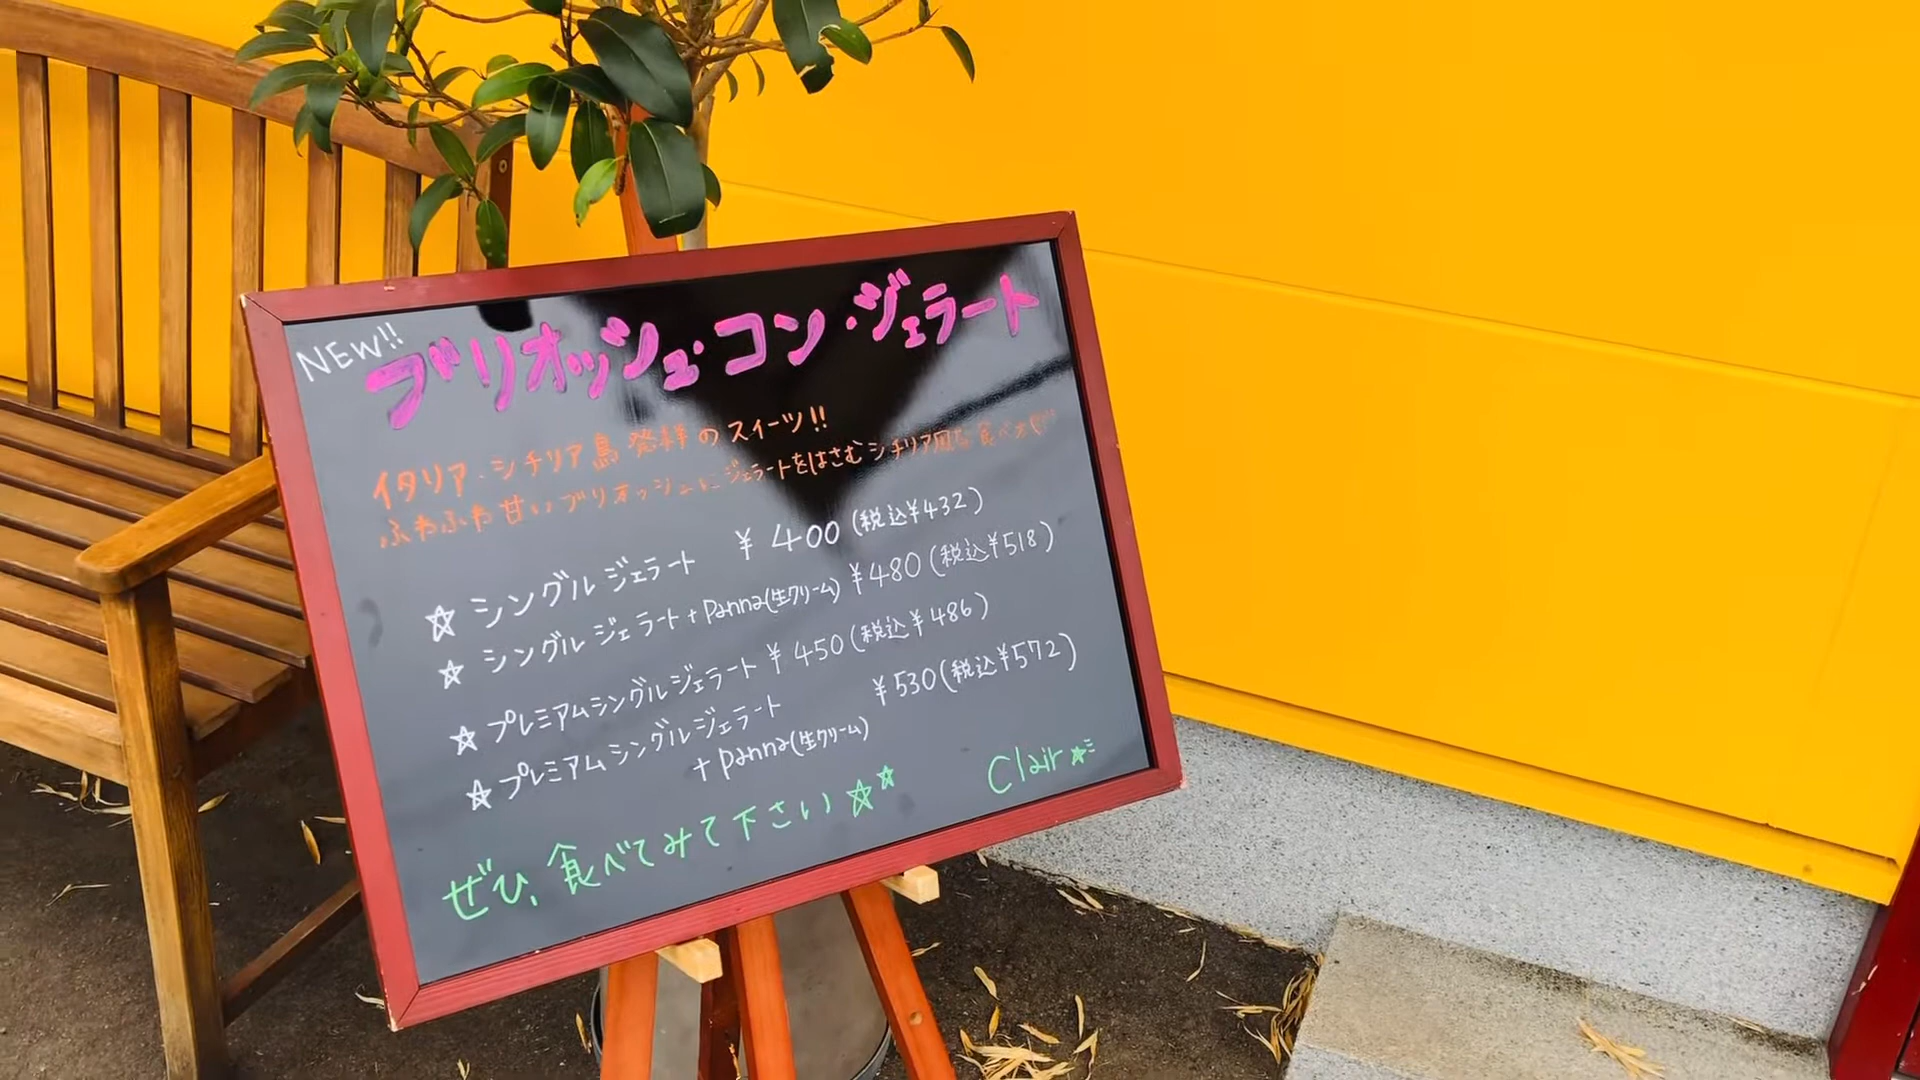 NEW!! ブリオッシュ・コン・ジェラート
イタリア・シチリア島発祥のスイーツ!!
ふわふわ甘いブリオッシュにジェラートをはさむシチリア風な食べ方
☆ シングルジェラート ¥400(税込¥432)
☆ シングルジェラート+panna(生クリーム) ¥480(税込¥518)
☆ プレミアムシングルジェラート ¥450(税込¥486)
☆ プレミアムシングルジェラート ¥530(税込¥572)
+panna(生クリーム)
ぜひ、食べてみて下さい☆☆
Clair☆